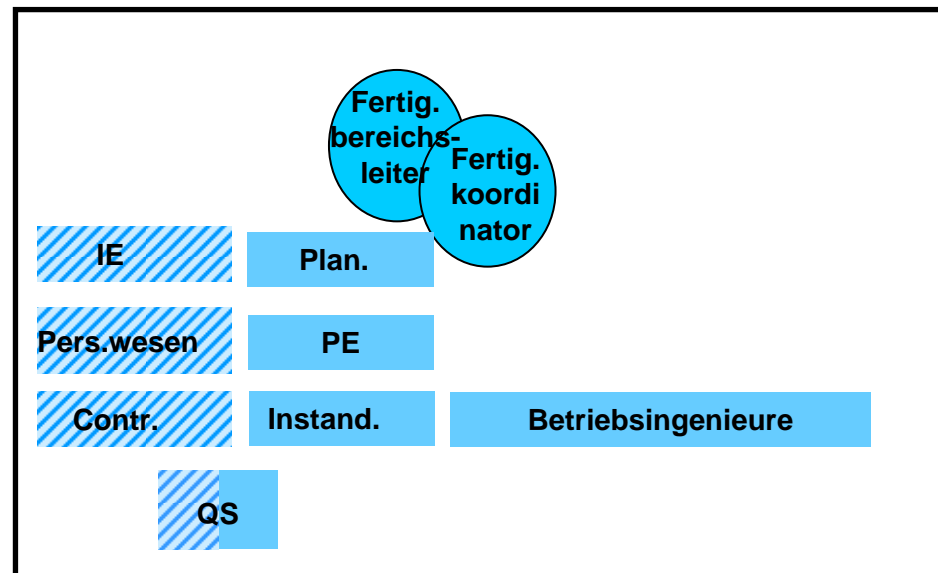 Fertig.
bereichs-
leiter
Fertig.
koordi
nator
IE
Plan.
Pers.wesen
PE
Contr.
Instand.
Betriebsingenieure
QS